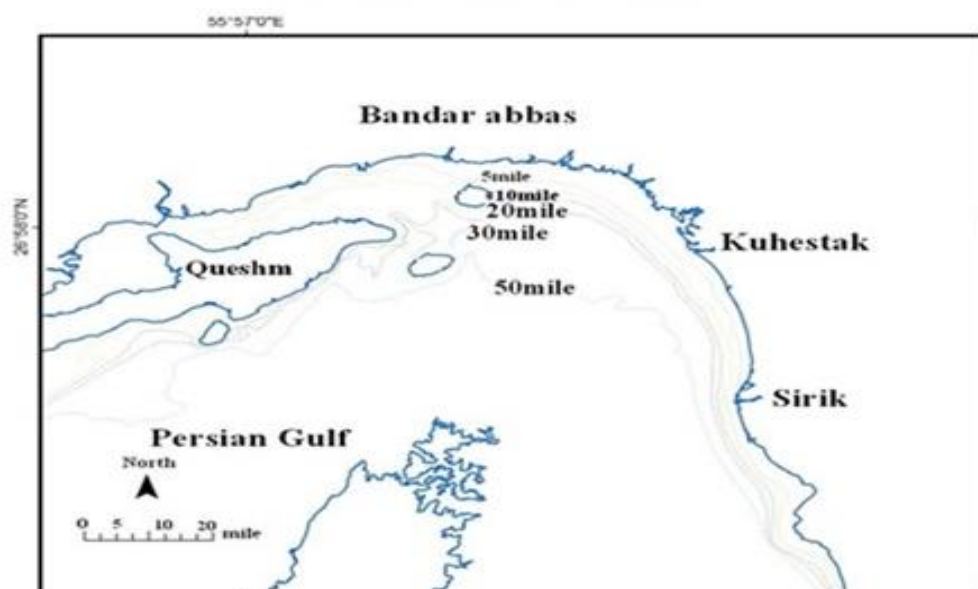 55°57'0"E
Bandar abbas
5mile
10mile
20mile
26°58'0"N
30mile
Kuhestak
Queshm
50mile
Sirik
Persian Gulf
North
0 5 10 20
mile